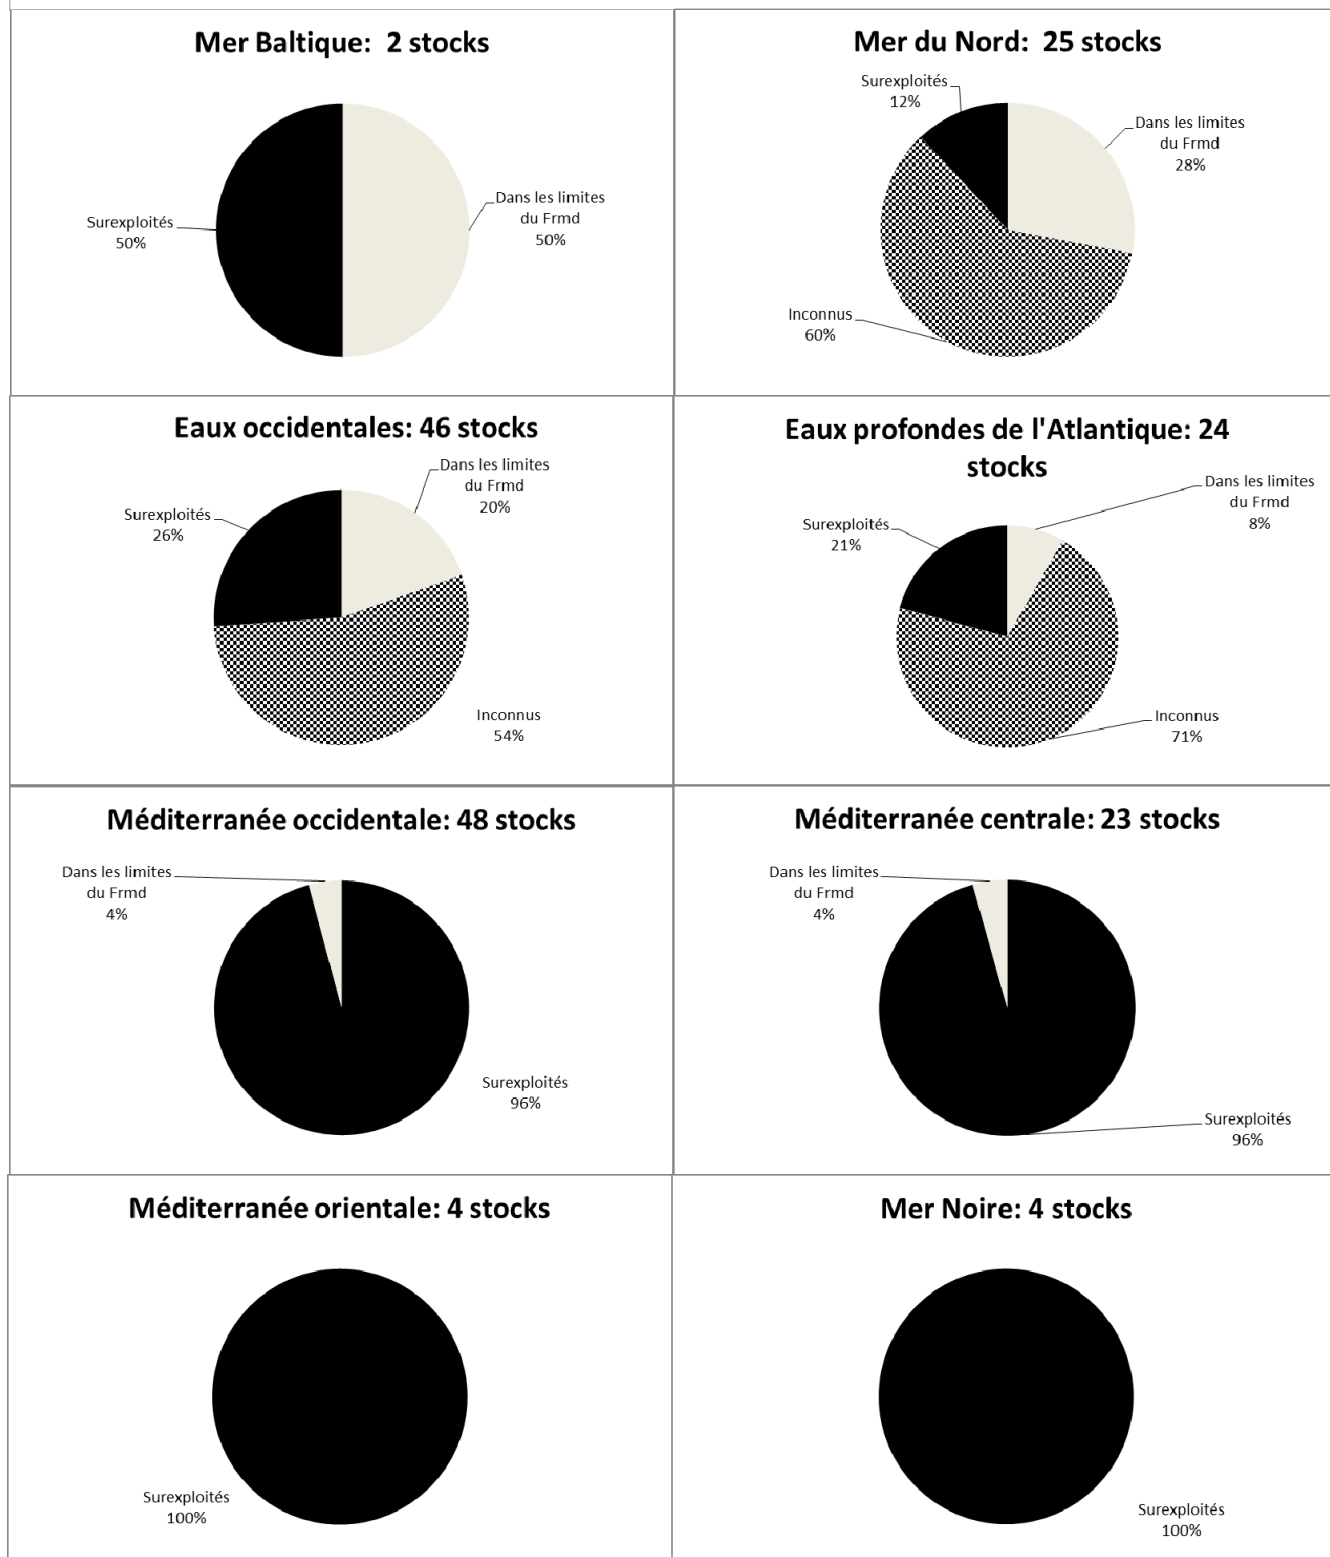 Mer Baltique: 2 stocks
Surexploités
50%
Dans les limites
du Frmd
50%
Mer du Nord: 25 stocks
Surexploités
12%
Dans les limites
du Frmd
28%
Inconnus
60%
Eaux occidentales: 46 stocks
Dans les limites
du Frmd
20%
Surexploités
26%
Inconnus
54%
Eaux profondes de l'Atlantique: 24
stocks
Dans les limites
du Frmd
8%
Surexploités
21%
Inconnus
71%
Méditerranée occidentale: 48 stocks
Dans les limites
du Frmd
4%
Surexploités
96%
Méditerranée centrale: 23 stocks
Dans les limites
du Frmd
4%
Surexploités
96%
Méditerranée orientale: 4 stocks
Surexploités
100%
Mer Noire: 4 stocks
Surexploités
100%